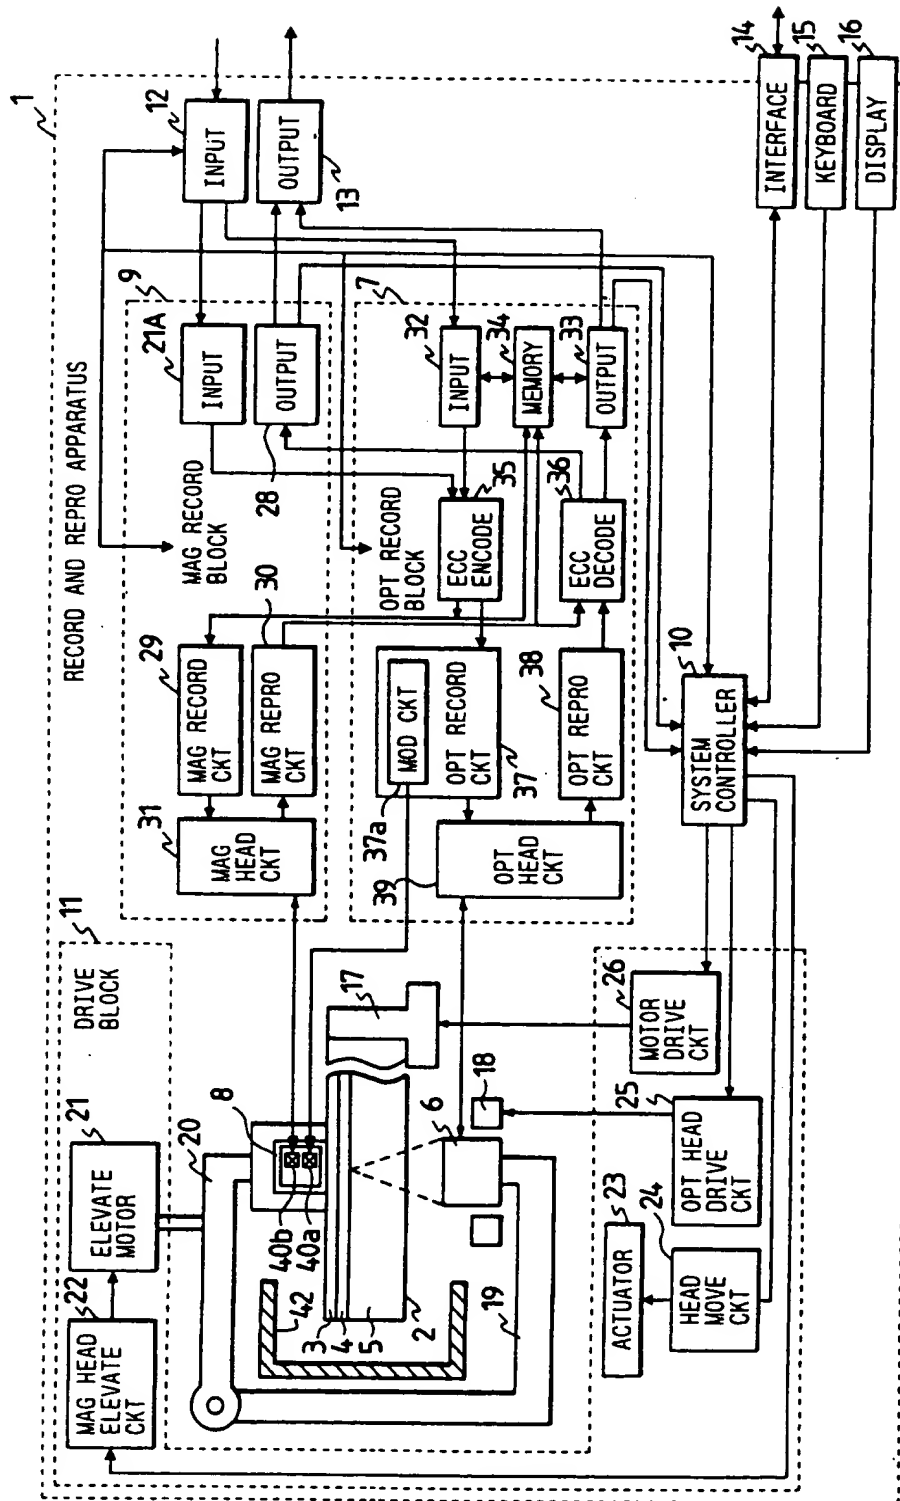 1
RECORD AND REPRO APPARATUS
11
DRIVE
BLOCK
22
MAG HEAD
ELEVATE
CKT
21
ELEVATE
MOTOR
20
8
40b
40a
42
3
4
5
2
17
6
18
19
9
MAG RECORD
BLOCK
31
MAG HEAD
CKT
29
MAG RECORD
CKT
30
MAG REPRO
CKT
21A
INPUT
28
OUTPUT
12
INPUT
13
OUTPUT
7
OPT RECORD
BLOCK
39
OPT
HEAD
CKT
37a
MOD CKT
OPT RECORD
CKT
37
38
OPT REPRO
CKT
35
ECC
ENCODE
36
ECC
DECODE
32
INPUT
34
MEMORY
33
OUTPUT
10
SYSTEM
CONTROLLER
14
INTERFACE
15
KEYBOARD
16
DISPLAY
23
ACTUATOR
24
HEAD
MOVE
CKT
25
OPT HEAD
DRIVE
CKT
26
MOTOR
DRIVE
CKT